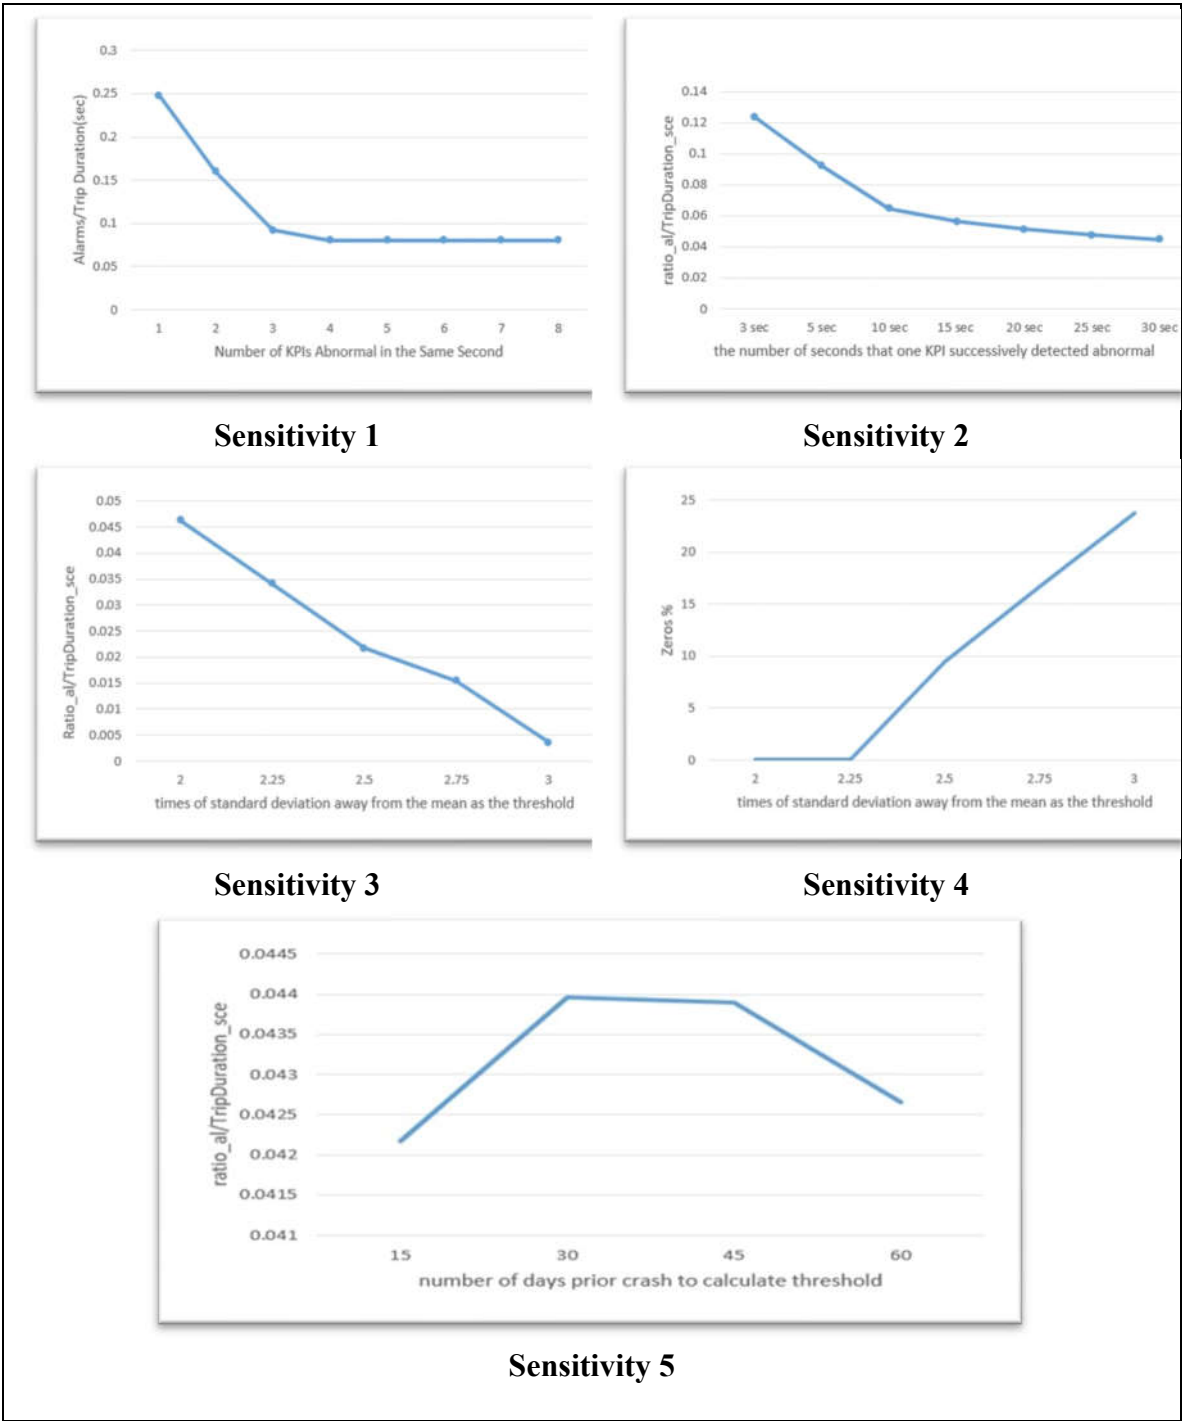 0.3
0.25
0.2
0.15
0.1
0.05
0
Alarms/Trip Duration(sec)
1 2 3 4 5 6 7 8
Number of KPIs Abnormal in the Same Second
Sensitivity 1
0.14
0.12
0.1
0.08
0.06
0.04
0.02
0
ratio_al/TripDuration_sce
3 sec 5 sec 10 sec 15 sec 20 sec 25 sec 30 sec
the number of seconds that one KPI successively detected abnormal
Sensitivity 2
0.05
0.045
0.04
0.035
0.03
0.025
0.02
0.015
0.01
0.005
0
Ratio_al/TripDuration_sce
2 2.25 2.5 2.75 3
times of standard deviation away from the mean as the threshold
Sensitivity 3
25
20
15
10
5
0
Zeros %
2 2.25 2.5 2.75 3
times of standard deviation away from the mean as the threshold
Sensitivity 4
0.0445
0.044
0.0435
0.043
0.0425
0.042
0.0415
0.041
ratio_al/TripDuration_sce
15 30 45 60
number of days prior crash to calculate threshold
Sensitivity 5